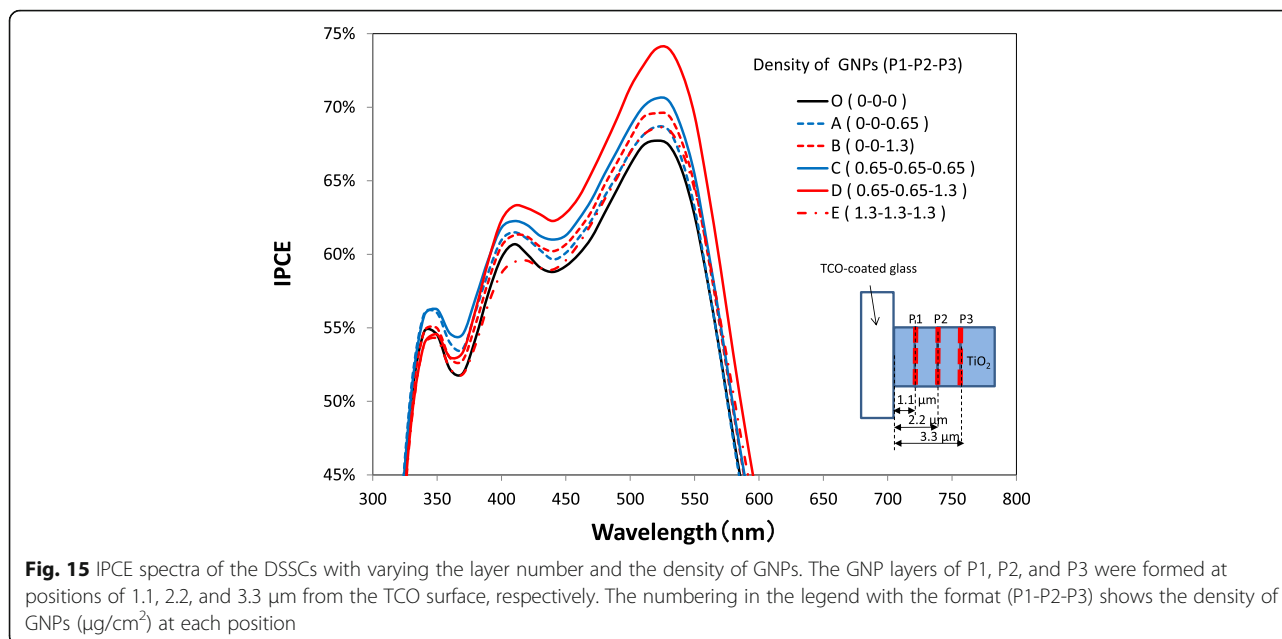 75%
70%
65%
60%
55%
50%
45%
IPCE
300 350 400 450 500 550 600 650 700 750 800
Wavelength(nm)
Density of GNPs (P1-P2-P3)
O ( 0-0-0 )
A ( 0-0-0.65 )
B ( 0-0-1.3)
C ( 0.65-0.65-0.65 )
D ( 0.65-0.65-1.3 )
E ( 1.3-1.3-1.3 )
TCO-coated glass
P1 P2 P3
TiO2
1.1 μm
2.2 μm
3.3 μm
Fig. 15 IPCE spectra of the DSSCs with varying the layer number and the density of GNPs. The GNP layers of P1, P2, and P3 were formed at
positions of 1.1, 2.2, and 3.3 μm from the TCO surface, respectively. The numbering in the legend with the format (P1-P2-P3) shows the density of
GNPs (μg/cm²) at each position